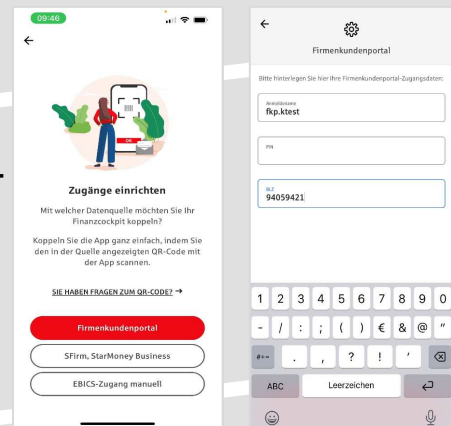 09:46
Zugänge einrichten
Mit welcher Datenquelle möchten Sie Ihr
Finanzcockpit koppeln?
Koppeln Sie die App ganz einfach, indem Sie
den in der Quelle angezeigten QR-Code mit
der App scannen.
SIE HABEN FRAGEN ZUM QR-CODE? →
Firmenkundenportal
SFirm, StarMoney Business
EBICS-Zugang manuell
Firmenkundenportal
Bitte hinterlegen Sie hier Ihre Firmenkundenportal-Zugangsdaten:
Anmeldename
fkp.ktest
PIN
BLZ
94059421
1 2 3 4 5 6 7 8 9 0
- / : ; ( ) € & @ "
#+= . , ? ! '
ABC Leerzeichen